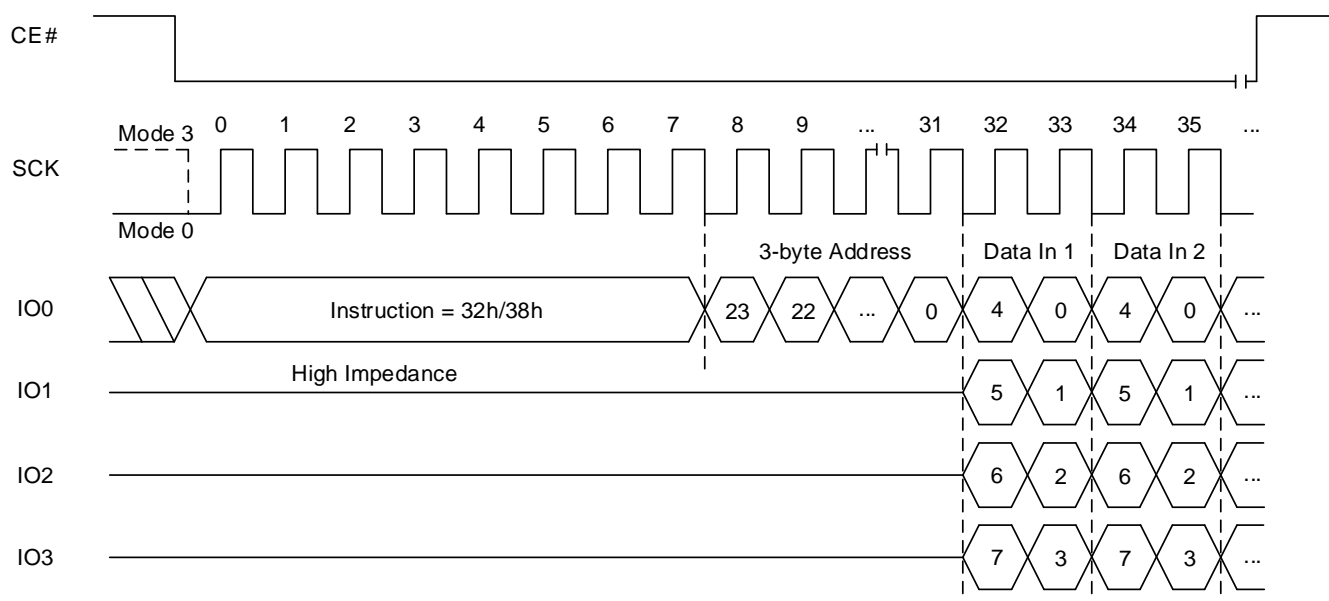 CE#
0 1 2 3 4 5 6 7 8 9 ... 31 32 33 34 35 ...
Mode 3
SCK
Mode 0
3-byte Address Data In 1 Data In 2
IO0 Instruction = 32h/38h 23 22 ... 0 4 0 4 0 ...
High Impedance
IO1 5 1 5 1 ...
IO2 6 2 6 2 ...
IO3 7 3 7 3 ...